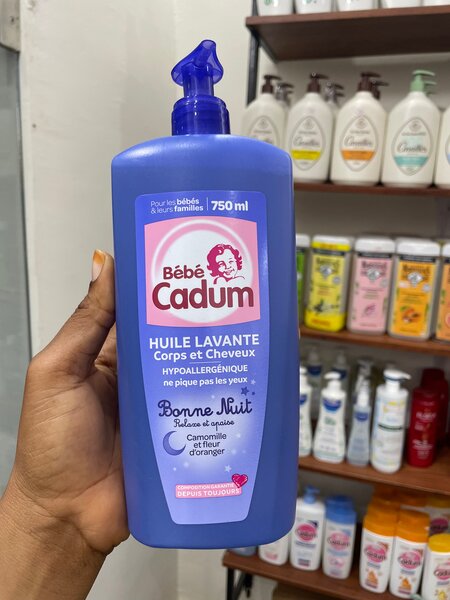 Pour les bébés
& leurs familles
750 ml
Bébé
Cadum
HUILE LAVANTE
Corps et Cheveux
HYPOALLERGÉNIQUE
ne pique pas les yeux
Bonne Nuit
Relaxe et apaise
Camomille
et fleur
d'oranger
COMPOSITION GARANTIE
DEPUIS TOUJOURS